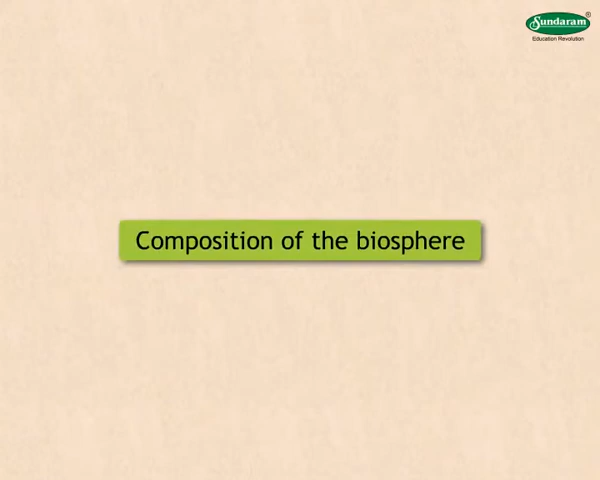 Sundaram®
Education Revolution
Composition of the biosphere